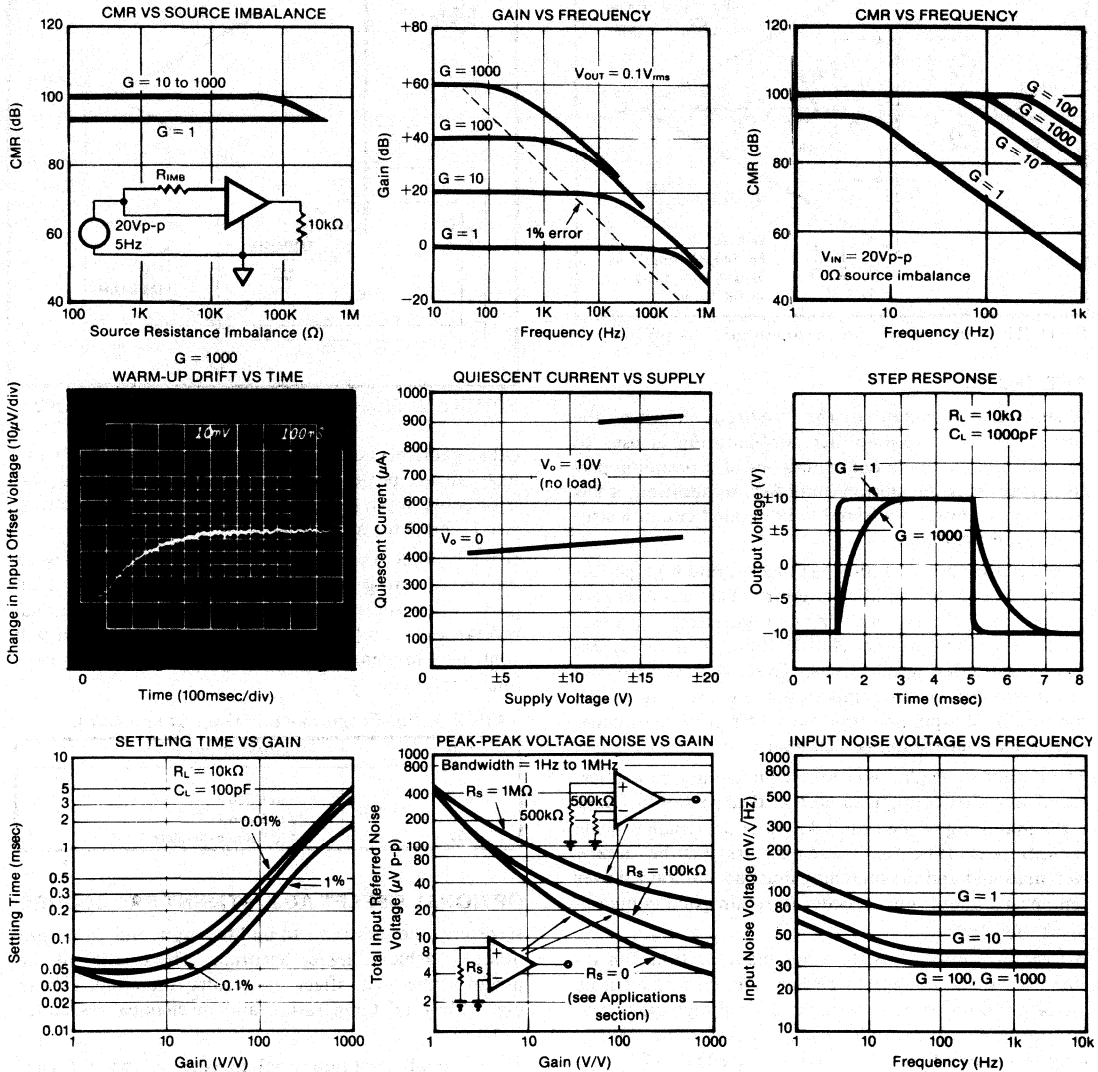 CMR VS SOURCE IMBALANCE
120
100
80
60
40
CMR (dB)
G = 10 to 1000
G = 1
RIMB
20Vp-p
5Hz
10kΩ
100
1K
10K
100K
1M
Source Resistance Imbalance (Ω)
GAIN VS FREQUENCY
+80
+60
+40
+20
0
−20
Gain (dB)
G = 1000
VOUT = 0.1Vrms
G = 100
G = 10
G = 1
1% error
10
100
1K
10K
100K
1M
Frequency (Hz)
CMR VS FREQUENCY
120
100
80
60
40
CMR (dB)
G = 100
G = 1000
G = 10
G = 1
VIN = 20Vp-p
0Ω source imbalance
1
10
100
1k
Frequency (Hz)
G = 1000
WARM-UP DRIFT VS TIME
Change in Input Offset Voltage (10μV/div)
10mV
0
Time (100msec/div)
QUIESCENT CURRENT VS SUPPLY
1000
900
800
700
600
500
400
300
200
100
Quiescent Current (μA)
Vo = 10V
(no load)
Vo = 0
0
±5
±10
±15
±20
Supply Voltage (V)
STEP RESPONSE
RL = 10kΩ
CL = 1000pF
G = 1
G = 1000
±10
±5
0
−10
Output Voltage (V)
0 1 2 3 4 5 6 7 8
Time (msec)
SETTLING TIME VS GAIN
10
5
3
2
1
0.5
0.3
0.2
0.1
0.05
0.03
0.02
0.01
Settling Time (msec)
RL = 10kΩ
CL = 100pF
0.01%
1%
0.1%
1
10
100
1000
Gain (V/V)
PEAK-PEAK VOLTAGE NOISE VS GAIN
1000
800
400
200
100
80
40
20
10
8
4
2
Total Input Referred Noise
Voltage (μV p-p)
Bandwidth = 1Hz to 1MHz
RS = 1MΩ
500kΩ
500kΩ
+
−
RS = 100kΩ
RS
+
−
RS = 0
(see Applications
section)
1
10
100
1000
Gain (V/V)
INPUT NOISE VOLTAGE VS FREQUENCY
1000
800
500
300
200
100
80
50
30
20
10
Input Noise Voltage (nV/√Hz)
G = 1
G = 10
G = 100, G = 1000
1
10
100
1k
10k
Frequency (Hz)